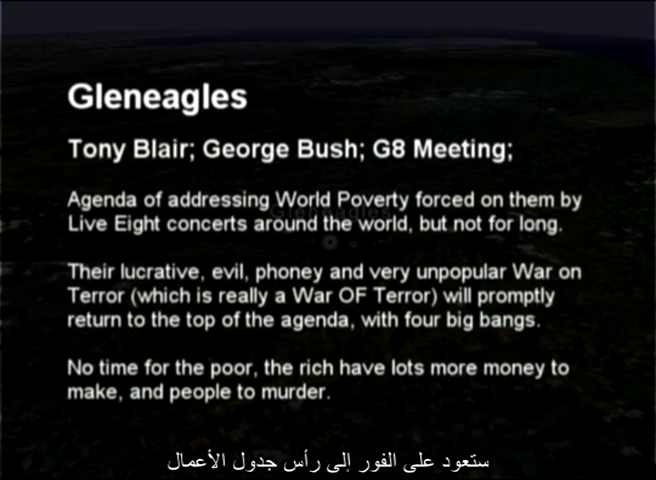 Gleneagles
Tony Blair; George Bush; G8 Meeting;
Agenda of addressing World Poverty forced on them by
Gleneagles
Live Eight concerts around the world, but not for long.
Their lucrative, evil, phoney and very unpopular War on
Terror (which is really a War OF Terror) will promptly
return to the top of the agenda, with four big bangs.
No time for the poor, the rich have lots more money to
make, and people to murder.
ستعود على الفور إلى رأس جدول الأعمال